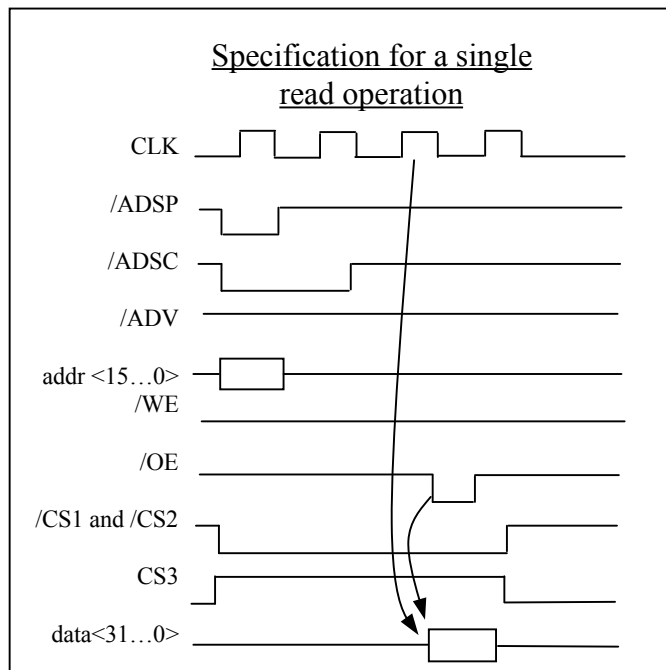 Specification for a single
read operation
CLK
/ADSP
/ADSC
/ADV
addr <15…0>
/WE
/OE
/CS1 and /CS2
CS3
data<31…0>